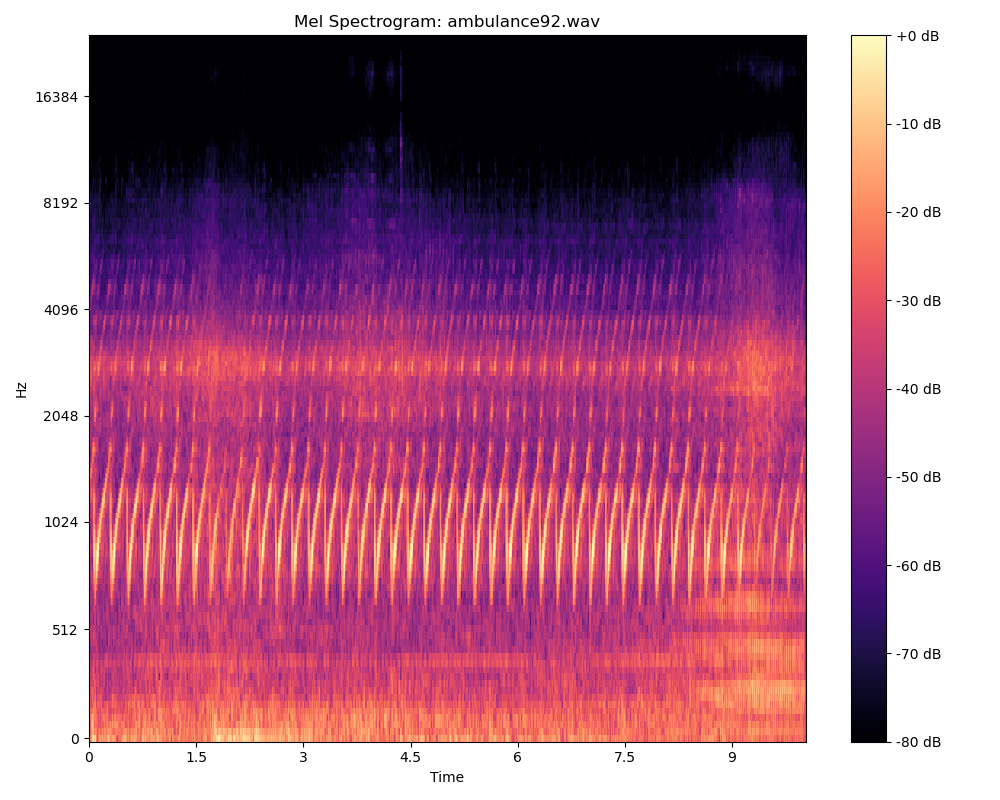 Mel Spectrogram: ambulance92.wav
Hz
16384
8192
4096
2048
1024
512
0
0 1.5 3 4.5 6 7.5 9
Time
+0 dB
-10 dB
-20 dB
-30 dB
-40 dB
-50 dB
-60 dB
-70 dB
-80 dB